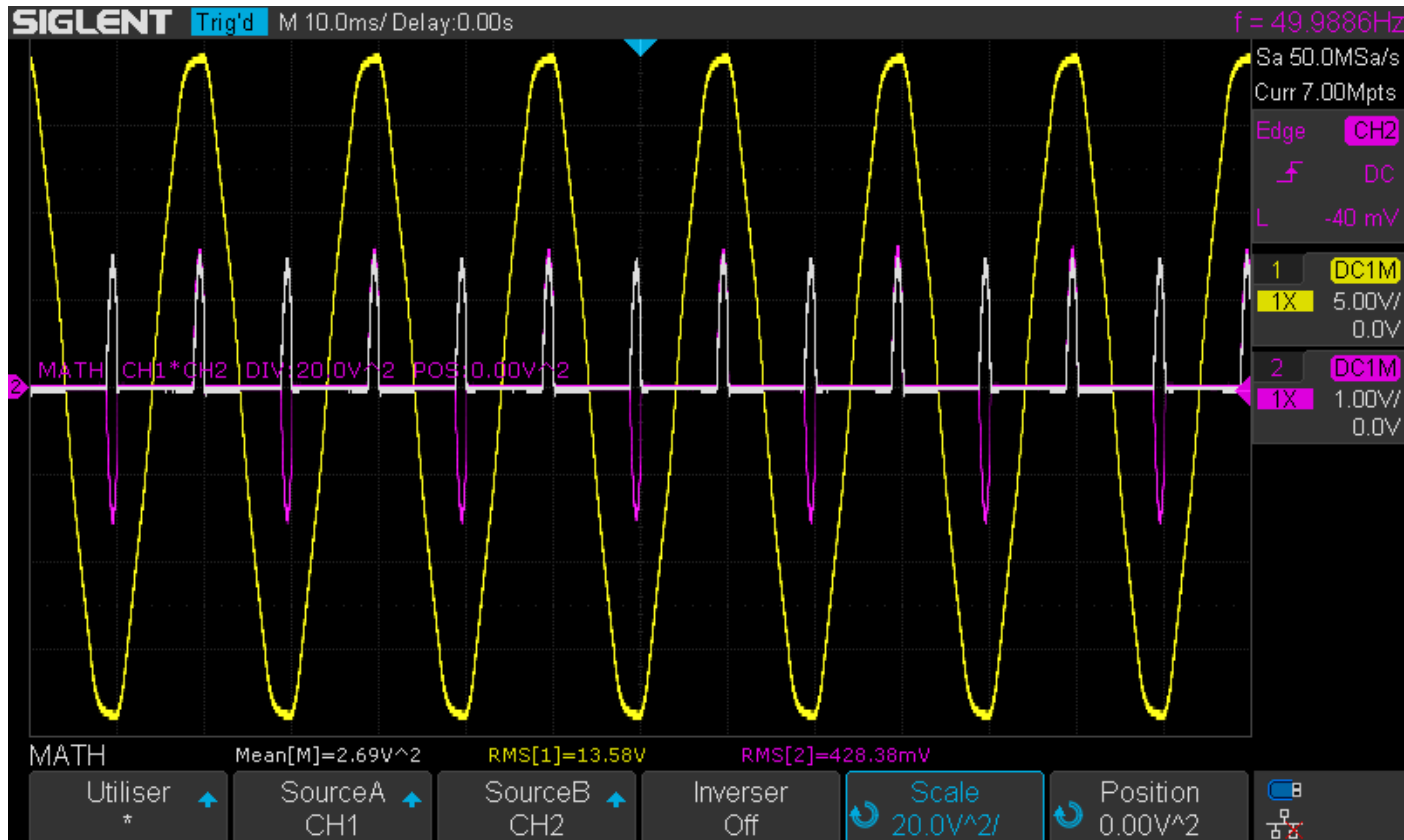 SIGLENT Trig'd M 10.0ms/ Delay:0.00s f = 49.9886Hz
Sa 50.0MSa/s
Curr 7.00Mpts
Edge CH2
DC
L -40 mV
1 DC1M
1X 5.00V/
0.0V
MATH CH1*CH2 DIV:20.0V^2 POS:0.00V^2
2
2 DC1M
1X 1.00V/
0.0V
MATH Mean[M]=2.69V^2 RMS[1]=13.58V RMS[2]=428.38mV
Utiliser SourceA SourceB Inverser Scale Position
* CH1 CH2 Off 20.0V^2/ 0.00V^2